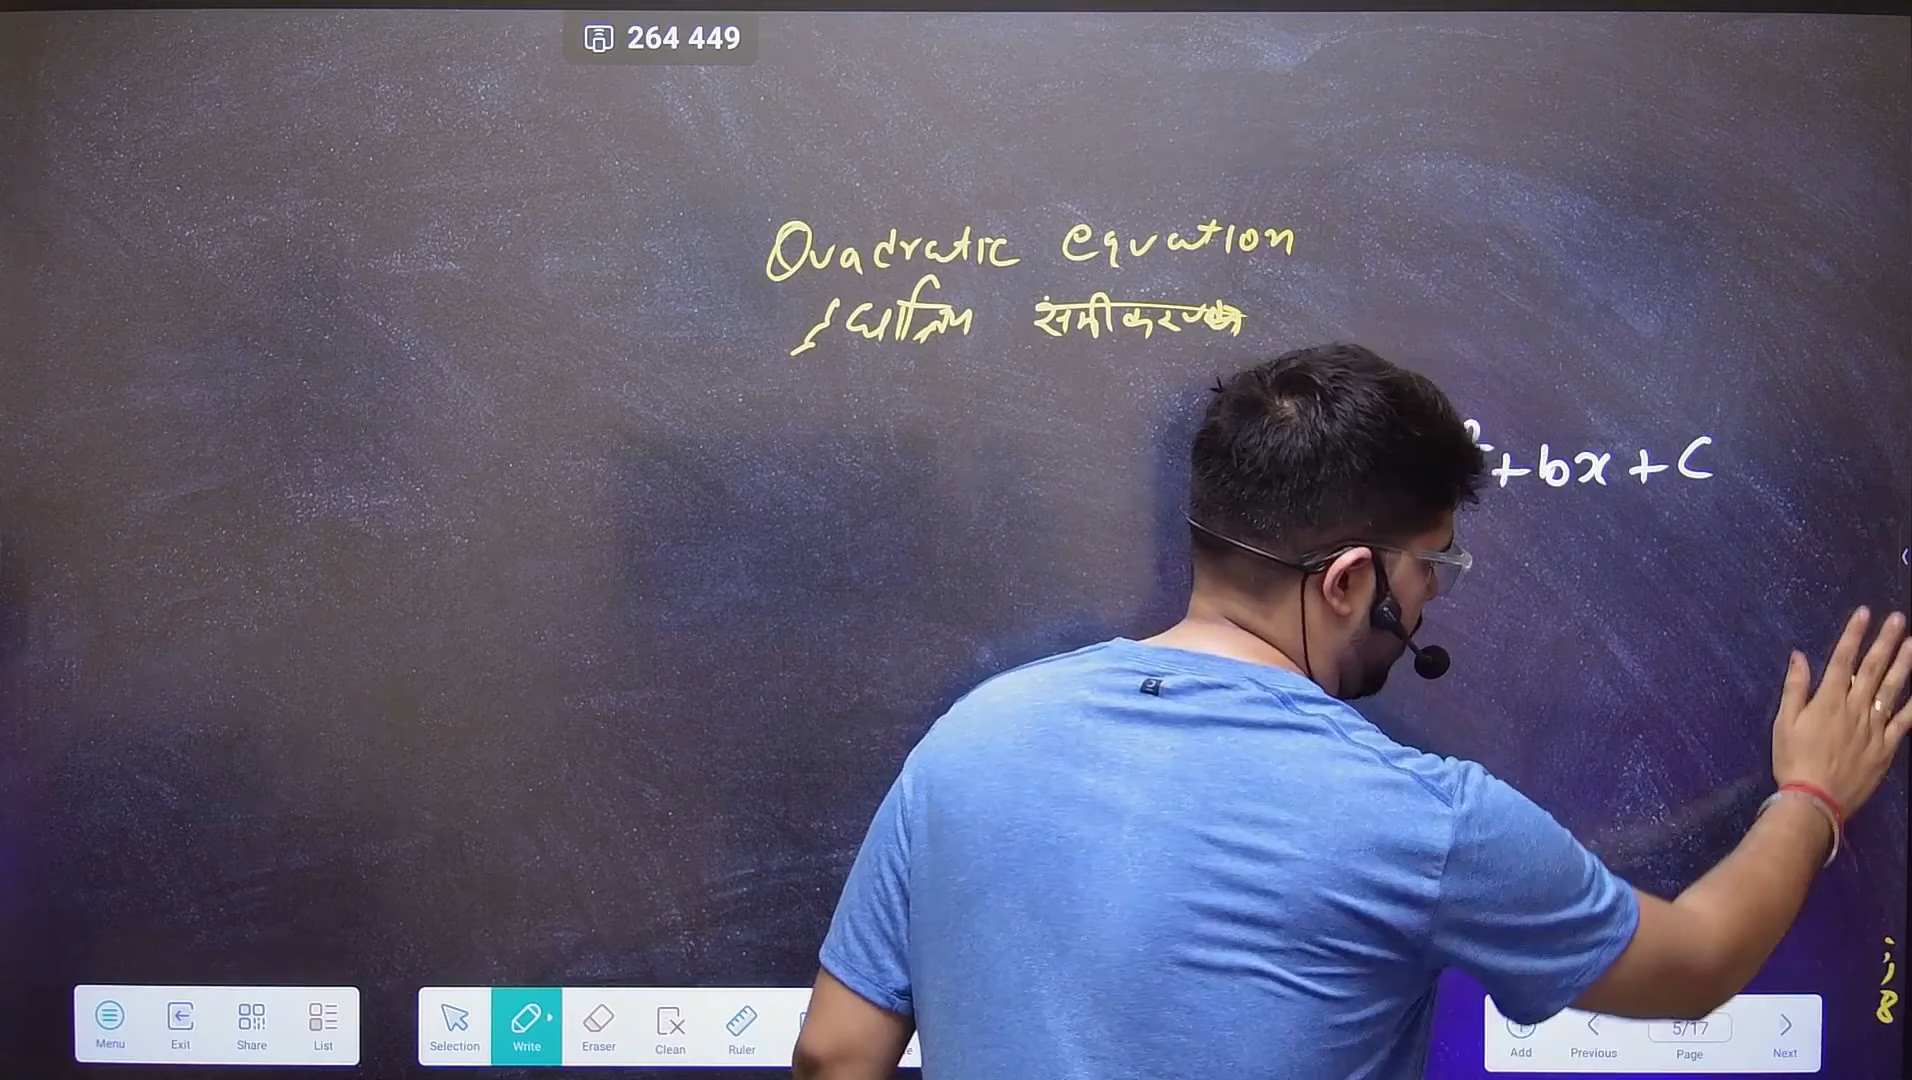 264 449
Quadratic equation
समीकरण
²+bx+c
Menu
Exit
Share
List
Selection
Write
Eraser
Clean
Ruler
Add
Previous
5/17
Page
Next